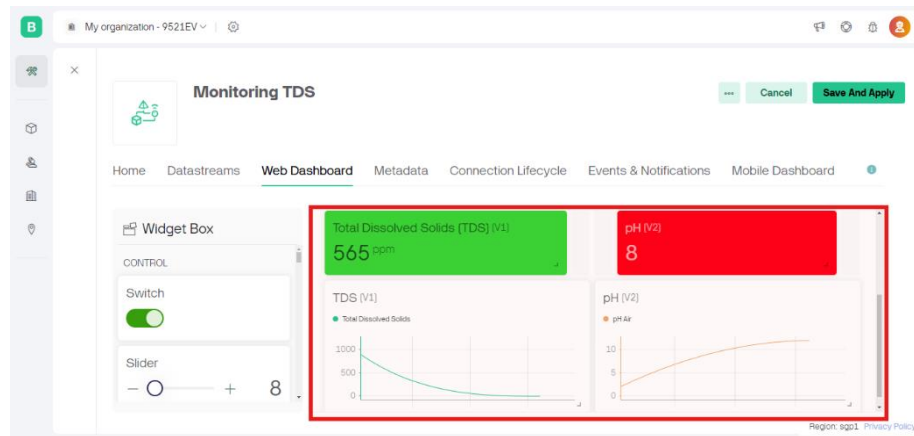 B
My organization - 9521EV
Monitoring TDS
Cancel
Save And Apply
Home Datastreams Web Dashboard Metadata Connection Lifecycle Events & Notifications Mobile Dashboard
Widget Box
CONTROL
Switch
Slider
8
Total Dissolved Solids (TDS) (V1)
565 ppm
pH (V2)
8
TDS (V1)
Total Dissolved Solids
1000
500
0
pH (V2)
pH Air
10
5
0
Region: sgp1 Privacy Policy